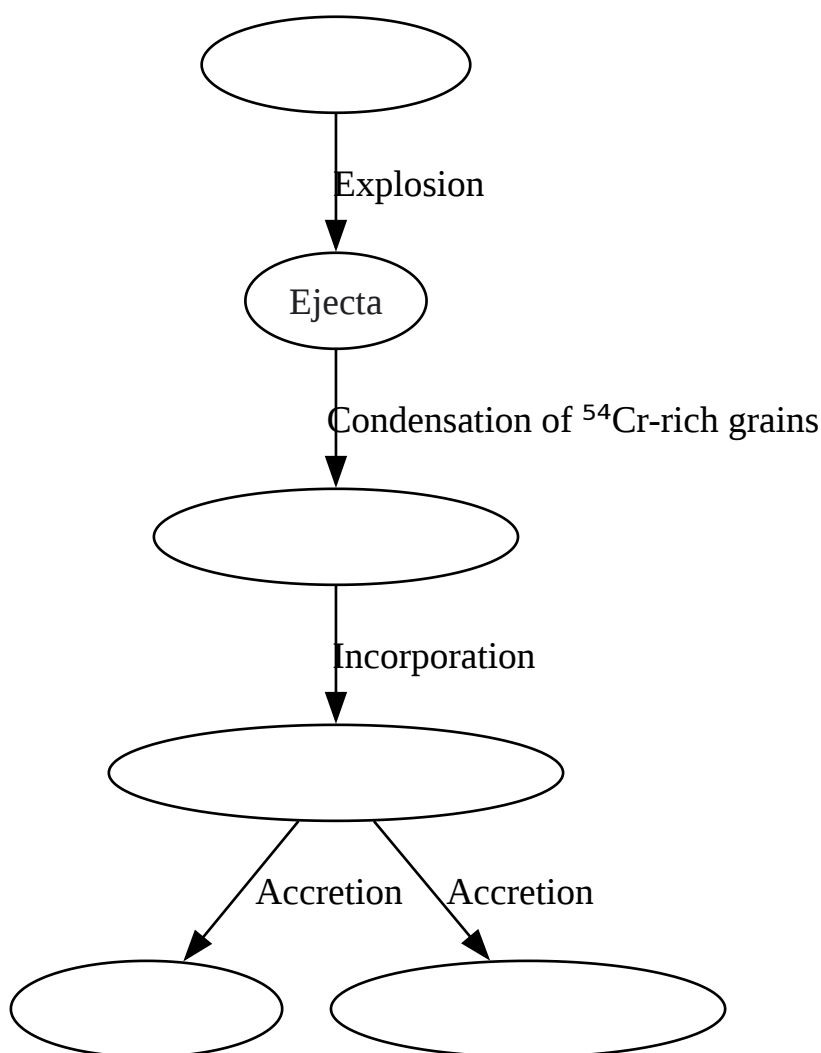 Explosion
Ejecta
Condensation of ⁵⁴Cr-rich grains
Incorporation
Accretion
Accretion